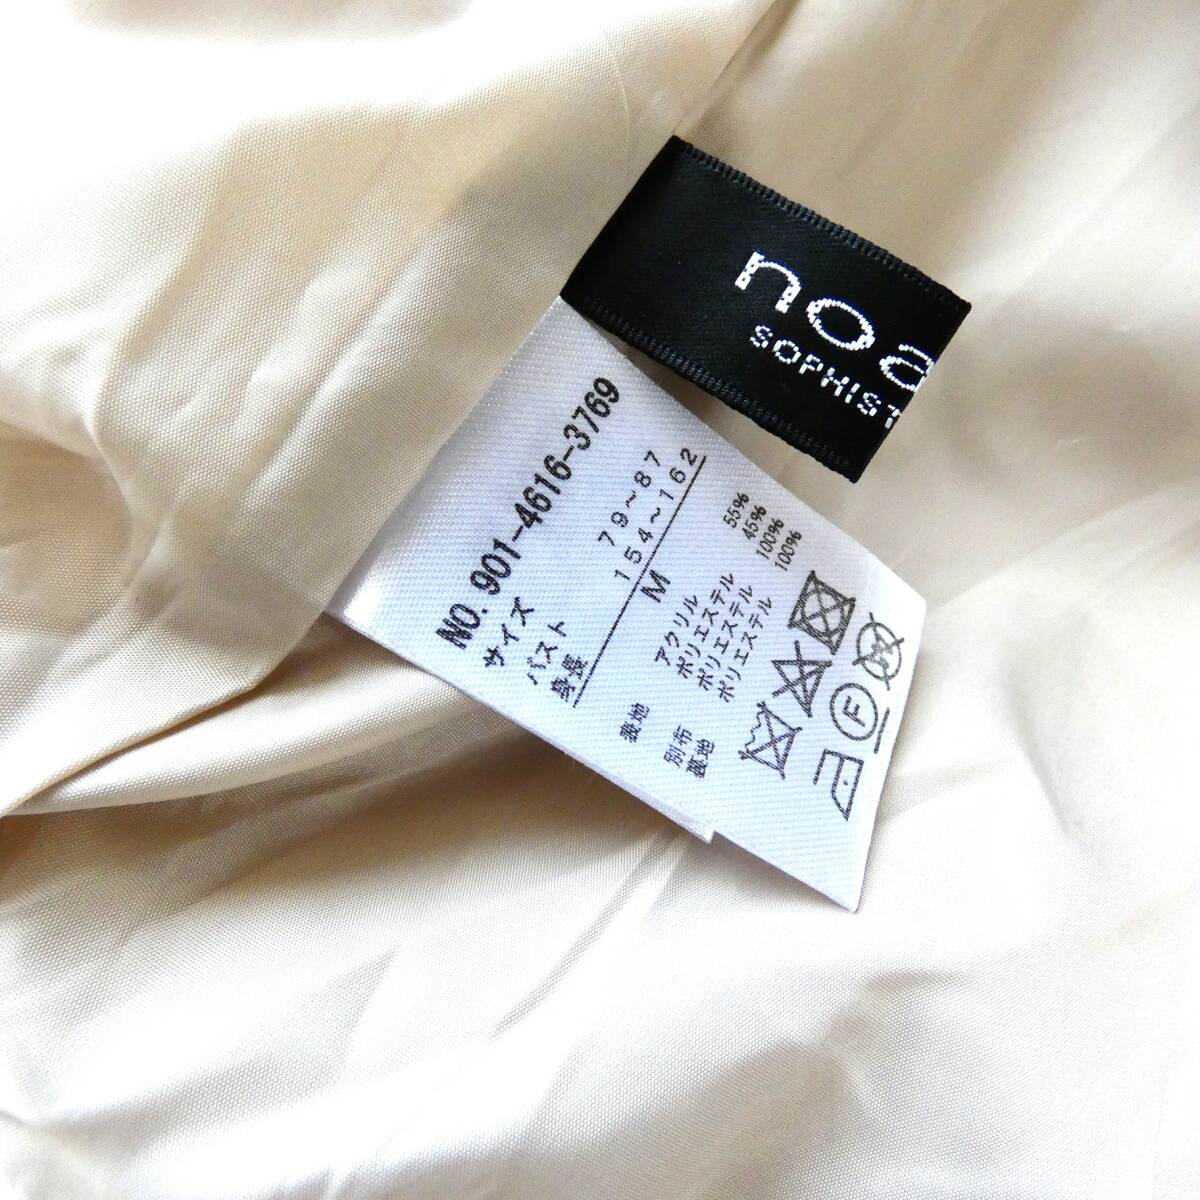 noa
SOPHIST
NO. 901-4616-3769
サイズ
バスト 79~87
身長 154~162
M
表地 アクリル 55%
ポリエステル 45%
別布 ポリエステル 100%
裏地 ポリエステル 100%
F